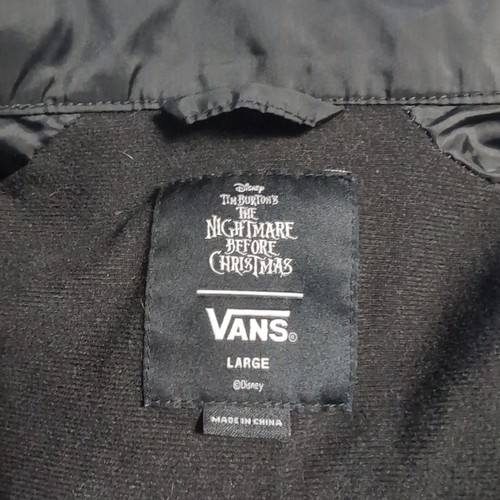 Disney
TIM BURTON'S
THE
NIGHTMARE
BEFORE
CHRISTMAS
VANS®
LARGE
©Disney
MADE IN CHINA